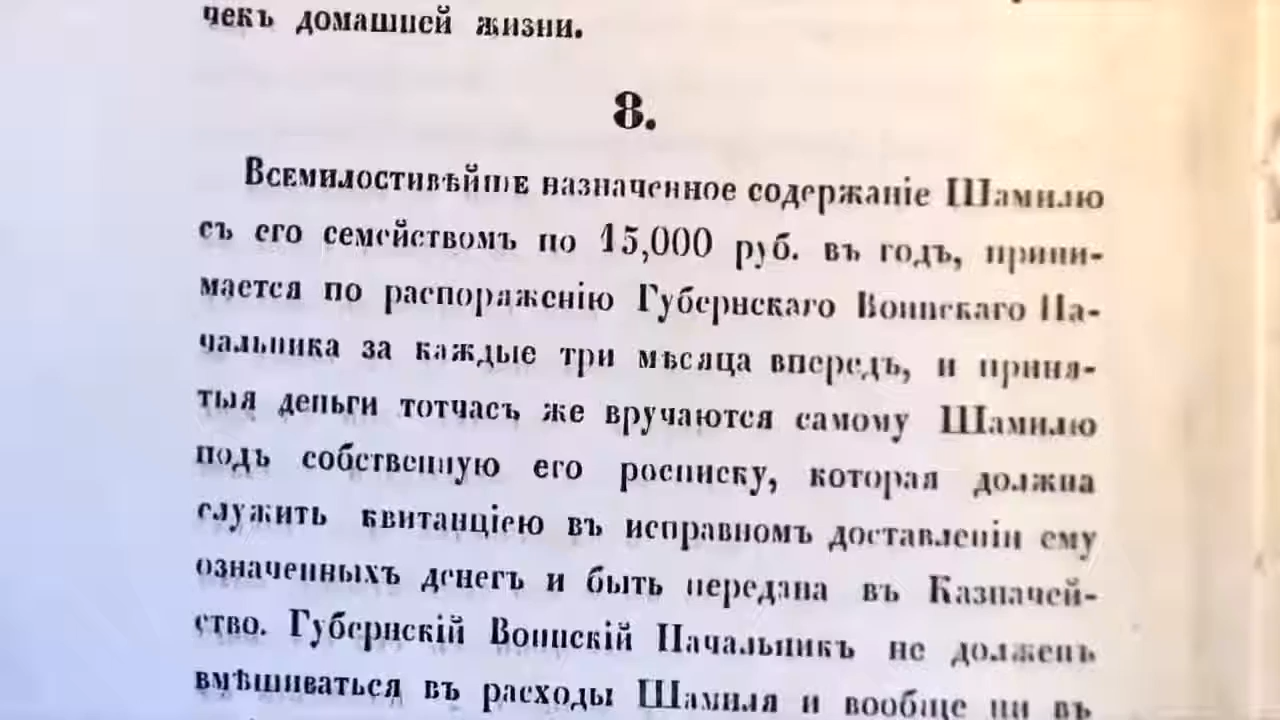 чекъ домашней жизни.
8.
Всемилостивѣйше назначенное содержаніе Шамилю
съ его семействомъ по 15,000 руб. въ годъ, прини-
мается по распоряженію Губернскаго Воинскаго На-
чальника за каждые три мѣсяца впередъ, и приня-
тыя деньги тотчасъ же вручаются самому Шамилю
подъ собственную его росписку, которая должна
служить квитанціею въ исправномъ доставленіи ему
означенныхъ денегъ и быть передана въ Казначей-
ство. Губернскій Воинскій Начальникъ не долженъ
вмѣшиваться въ расходы Шамиля и вообще ни въ